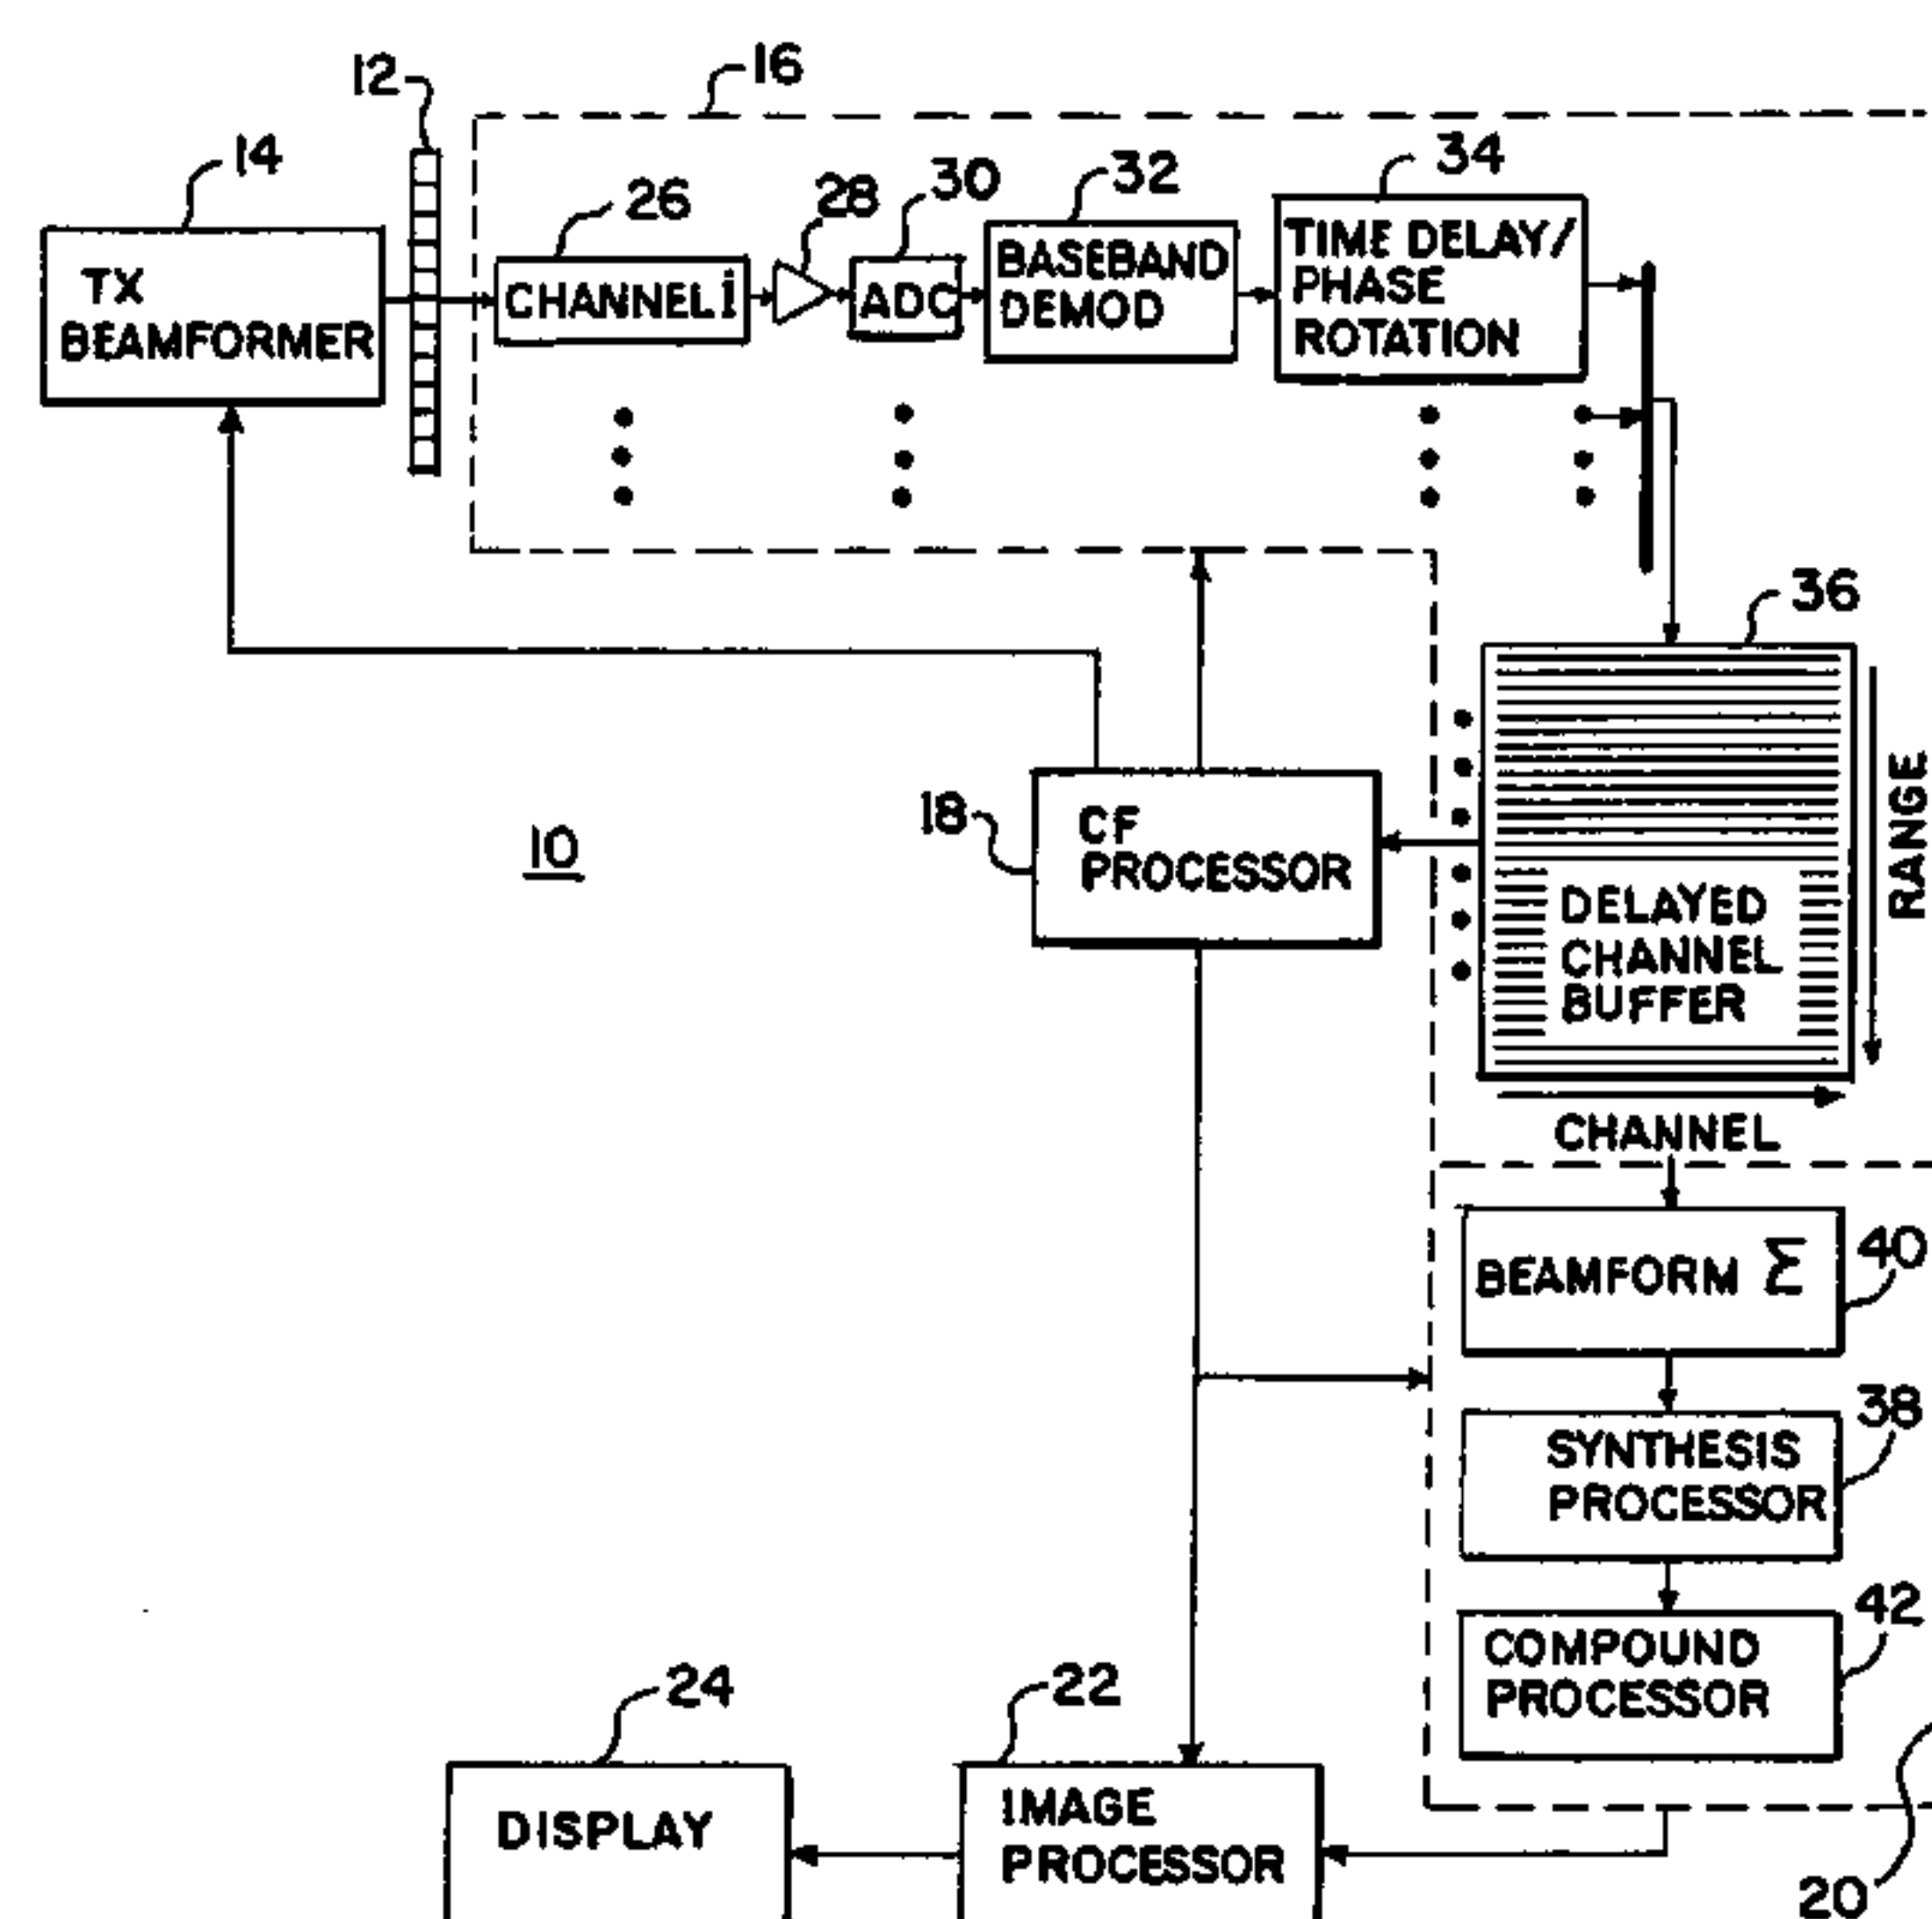 12
16
14
26
28
30
32
34
TX
BEAMFORMER
CHANNEL i
ADC
BASEBAND
DEMOD
TIME DELAY/
PHASE
ROTATION
36
18
CF
PROCESSOR
10
DELAYED
CHANNEL
BUFFER
RANGE
CHANNEL
BEAMFORM Σ
40
38
SYNTHESIS
PROCESSOR
42
COMPOUND
PROCESSOR
24
22
DISPLAY
IMAGE
PROCESSOR
20